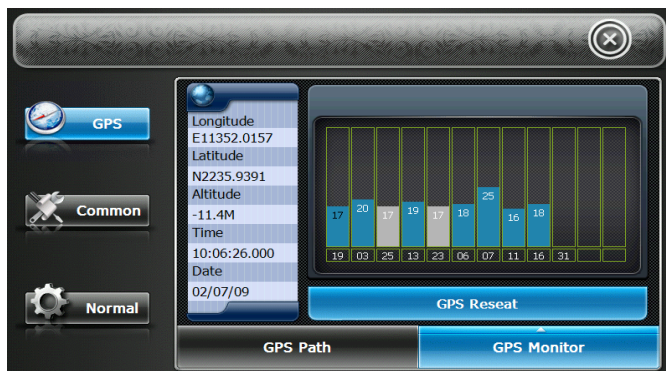 GPS
Common
Normal
Longitude
E11352.0157
Latitude
N2235.9391
Altitude
-11.4M
Time
10:06:26.000
Date
02/07/09
17 20 17 19 17 18 25 16 18
19 03 25 13 23 06 07 11 16 31
GPS Reseat
GPS Path
GPS Monitor